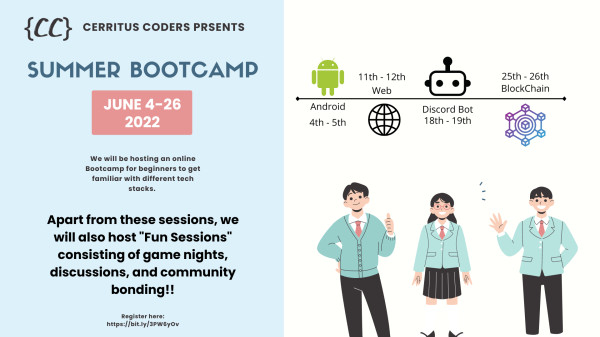 {CC} CERRITUS CODERS PRSENTS
SUMMER BOOTCAMP
JUNE 4-26
2022
We will be hosting an online
Bootcamp for beginners to get
familiar with different tech
stacks.
Apart from these sessions, we
will also host "Fun Sessions"
consisting of game nights,
discussions, and community
bonding!!
Register here:
https://bit.ly/3PW6yOv
Android
4th - 5th
11th - 12th
Web
Discord Bot
18th - 19th
25th - 26th
BlockChain